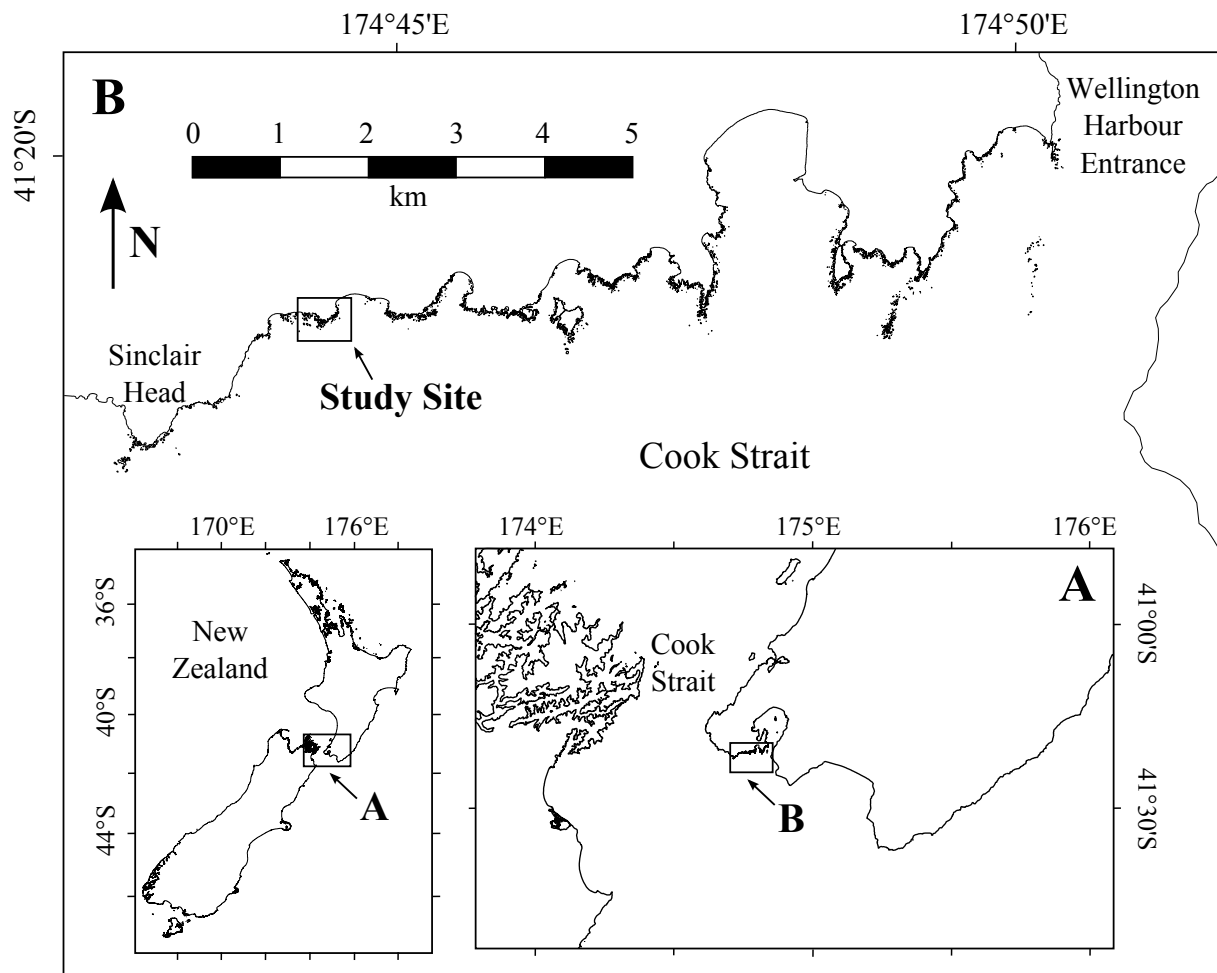 174°45'E
174°50'E
B
Wellington
Harbour
Entrance
0 1 2 3 4 5
km
41°20'S
N
Sinclair
Head
Study Site
Cook Strait
170°E
176°E
36°S
40°S
44°S
New
Zealand
A
174°E
175°E
176°E
A
41°00'S
41°30'S
Cook
Strait
B